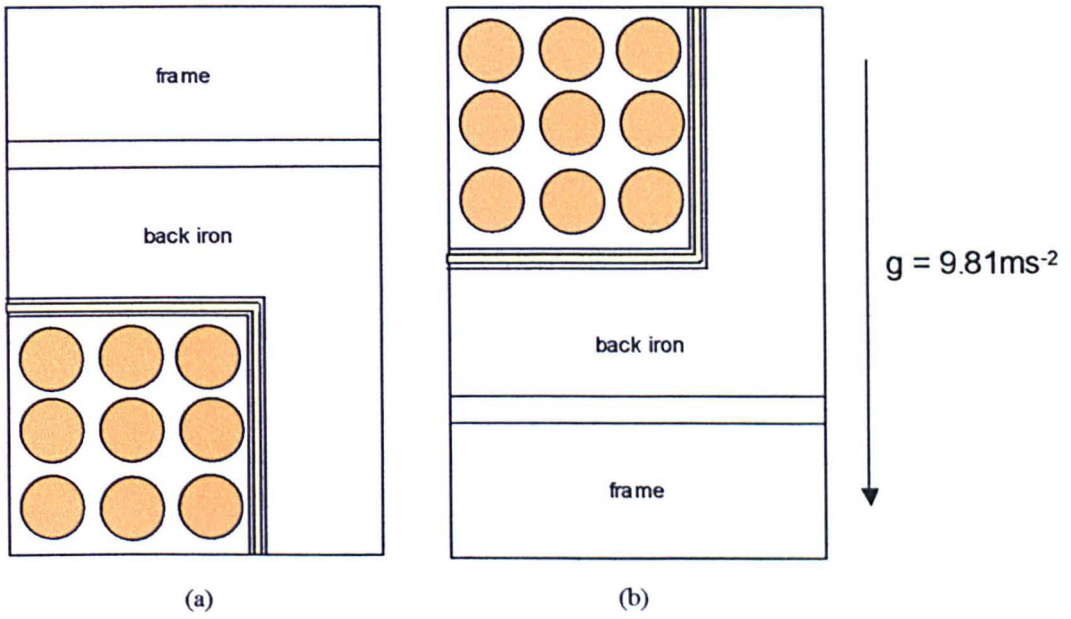 frame
back iron
(a)
back iron
frame
(b)
g = 9.81ms⁻²